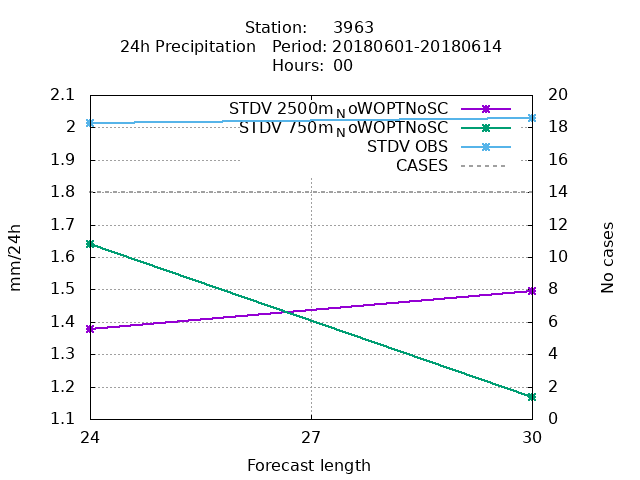 Station: 3963
24h Precipitation Period: 20180601-20180614
Hours: 00
2.1
2
1.9
1.8
1.7
1.6
1.5
1.4
1.3
1.2
1.1
mm/24h
STDV 2500m_NoWOPTNoSC
STDV 750m_NoWOPTNoSC
STDV OBS
CASES
20
18
16
14
12
10
8
6
4
2
0
No cases
24 27 30
Forecast length